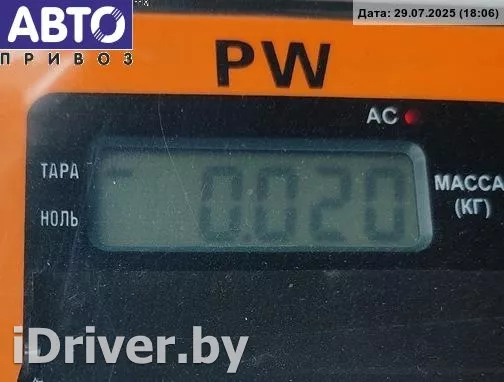 АВТО
ПРИВОЗ
Дата: 29.07.2025 (18:06)
PW
AC
ТАРА
НОЛЬ
0.020
МАССА
(КГ)
iDriver.by